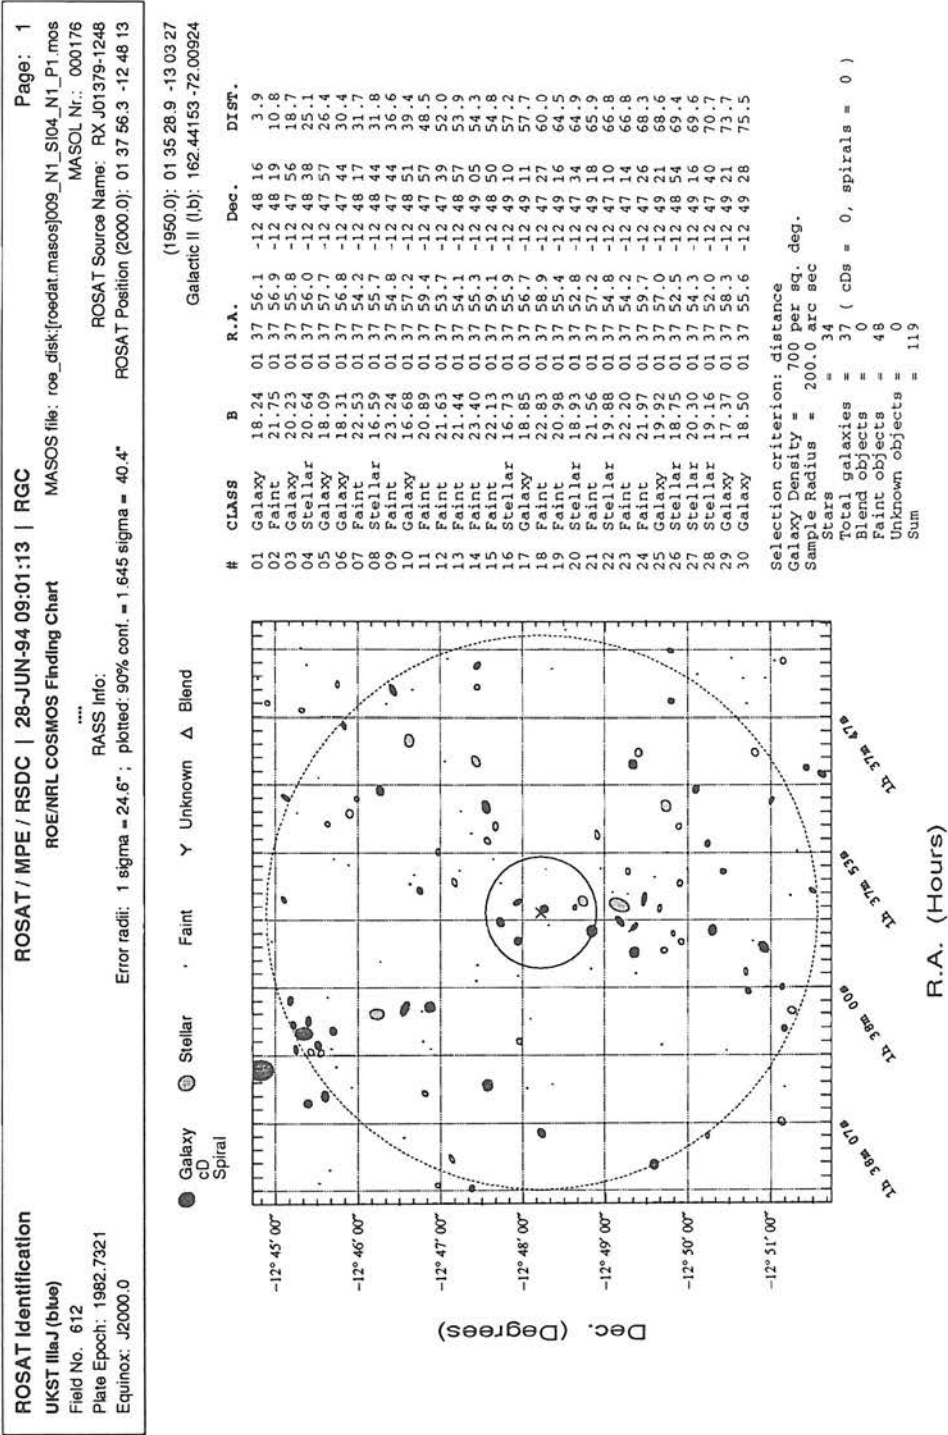 ROSAT Identification
ROSAT / MPE / RSDC | 28-JUN-94 09:01:13 | RGC
Page: 1
UKST IIIaJ (blue)
ROE/NRL COSMOS Finding Chart
MASOS file: roe_disk:[roedat.masos]009_N1_SI04_N1_P1.mos
Field No. 612
****
MASOL Nr.: 000176
Plate Epoch: 1982.7321
RASS Info:
ROSAT Source Name: RX J01379-1248
Equinox: J2000.0
Error radii: 1 sigma = 24.6" ; plotted: 90% conf. = 1.645 sigma = 40.4"
ROSAT Position (2000.0): 01 37 56.3 -12 48 13
(1950.0): 01 35 28.9 -13 03 27
Galactic II (l,b): 162.44153 -72.00924
Galaxy
cD
Spiral
Stellar
Faint
Unknown
Blend
-12° 45' 00"
-12° 46' 00"
-12° 47' 00"
-12° 48' 00"
-12° 49' 00"
-12° 50' 00"
-12° 51' 00"
Dec. (Degrees)
1h 38m 07s
1h 38m 00s
1h 37m 53s
1h 37m 47s
R.A. (Hours)
# CLASS B R.A. Dec. DIST.
01 Galaxy 18.24 01 37 56.1 -12 48 16 3.9
02 Faint 21.75 01 37 56.9 -12 48 19 10.8
03 Galaxy 20.23 01 37 55.8 -12 47 56 18.7
04 Stellar 20.64 01 37 56.0 -12 48 38 25.1
05 Galaxy 18.09 01 37 57.7 -12 47 57 26.4
06 Galaxy 18.31 01 37 56.8 -12 47 44 30.4
07 Faint 22.53 01 37 54.2 -12 48 17 31.7
08 Stellar 16.59 01 37 55.7 -12 48 44 31.8
09 Faint 23.24 01 37 54.8 -12 47 44 36.6
10 Galaxy 16.68 01 37 57.2 -12 48 51 39.4
11 Faint 20.89 01 37 59.4 -12 47 57 48.5
12 Faint 21.63 01 37 53.7 -12 47 39 52.0
13 Faint 21.44 01 37 54.1 -12 48 57 53.9
14 Faint 23.40 01 37 55.3 -12 49 05 54.3
15 Faint 22.13 01 37 59.1 -12 48 50 54.8
16 Stellar 16.73 01 37 55.9 -12 49 10 57.2
17 Galaxy 18.85 01 37 56.7 -12 49 11 57.7
18 Faint 22.83 01 37 58.9 -12 47 27 60.0
19 Faint 20.98 01 37 55.4 -12 49 16 64.5
20 Stellar 18.93 01 37 52.8 -12 47 34 64.9
21 Faint 21.56 01 37 57.2 -12 49 18 65.9
22 Stellar 19.88 01 37 54.8 -12 47 10 66.8
23 Faint 22.20 01 37 54.2 -12 47 14 66.8
24 Faint 21.97 01 37 59.7 -12 47 26 68.3
25 Galaxy 19.92 01 37 57.0 -12 49 21 68.6
26 Stellar 18.75 01 37 52.5 -12 48 54 69.4
27 Stellar 20.30 01 37 54.3 -12 49 16 69.6
28 Stellar 19.16 01 37 52.0 -12 47 40 70.7
29 Galaxy 17.37 01 37 58.3 -12 49 21 73.7
30 Galaxy 18.50 01 37 55.6 -12 49 28 75.5
Selection criterion: distance
Galaxy Density = 700 per sq. deg.
Sample Radius = 200.0 arc sec
Stars = 34
Total galaxies = 37 ( cDs = 0, spirals = 0 )
Blend objects = 0
Faint objects = 48
Unknown objects = 0
Sum = 119